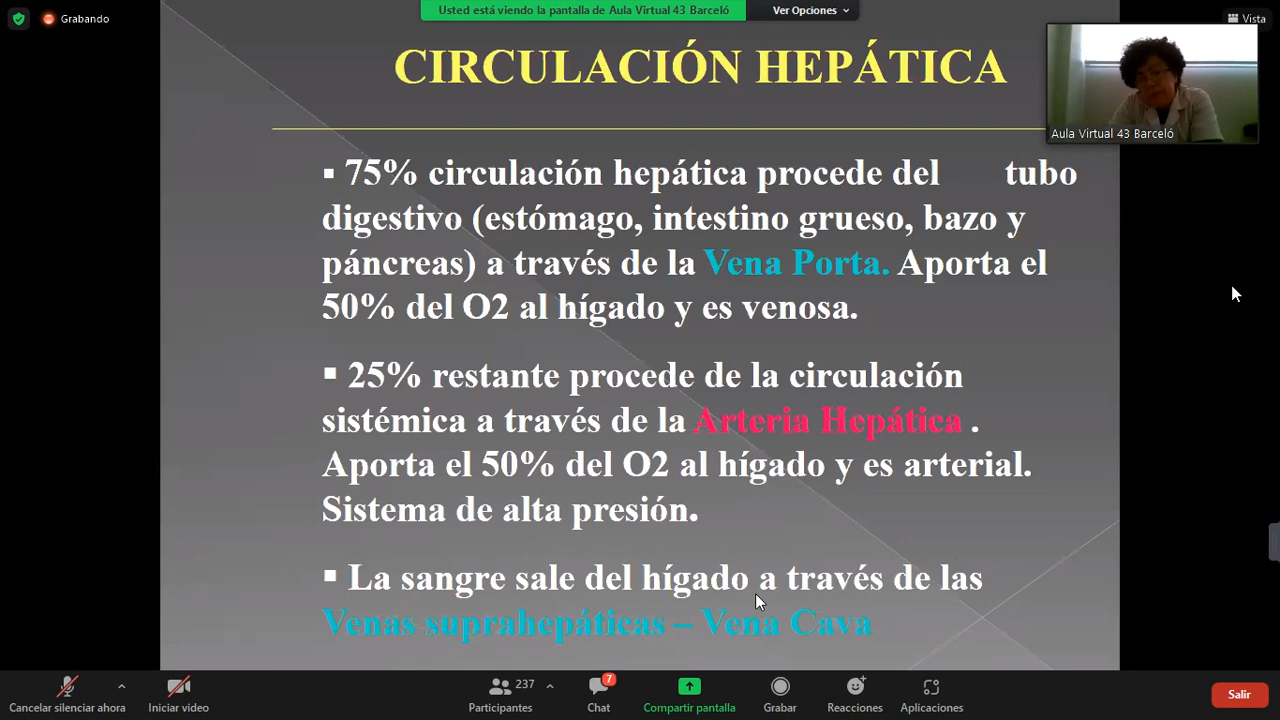 Grabando
Usted está viendo la pantalla de Aula Virtual 43 Barceló
Ver Opciones
Vista
CIRCULACIÓN HEPÁTICA
Aula Virtual 43 Barceló
▪ 75% circulación hepática procede del tubo
digestivo (estómago, intestino grueso, bazo y
páncreas) a través de la Vena Porta. Aporta el
50% del O2 al hígado y es venosa.
▪ 25% restante procede de la circulación
sistémica a través de la Arteria Hepática .
Aporta el 50% del O2 al hígado y es arterial.
Sistema de alta presión.
▪ La sangre sale del hígado a través de las
Venas suprahepáticas – Vena Cava
Cancelar silenciar ahora
Iniciar video
237
Participantes
7
Chat
Compartir pantalla
Grabar
Reacciones
Aplicaciones
Salir